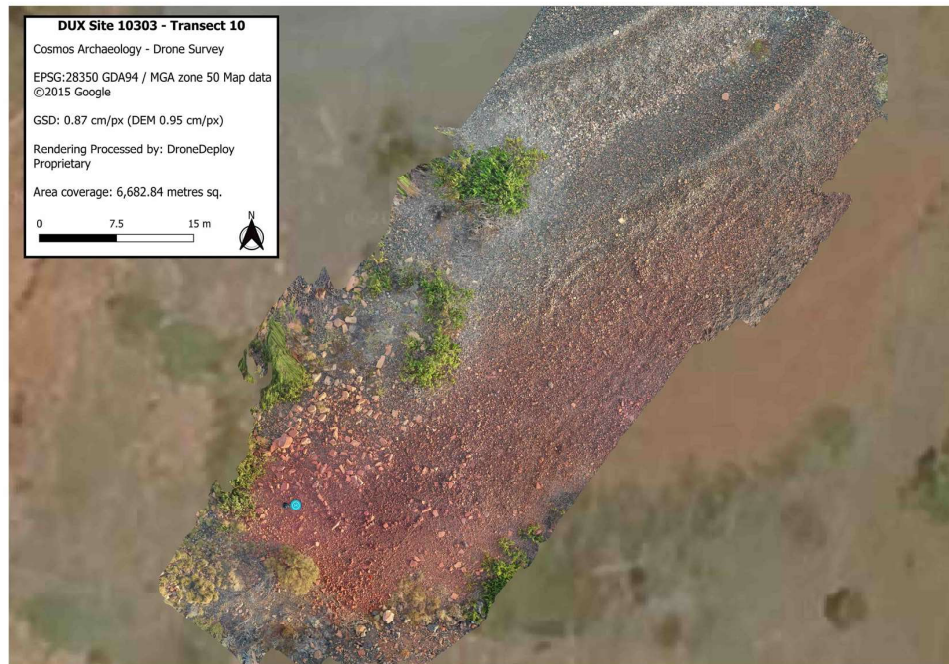 DUX Site 10303 - Transect 10
Cosmos Archaeology - Drone Survey
EPSG:28350 GDA94 / MGA zone 50 Map data
©2015 Google
GSD: 0.87 cm/px (DEM 0.95 cm/px)
Rendering Processed by: DroneDeploy
Proprietary
Area coverage: 6,682.84 metres sq.
0 7.5 15 m
N